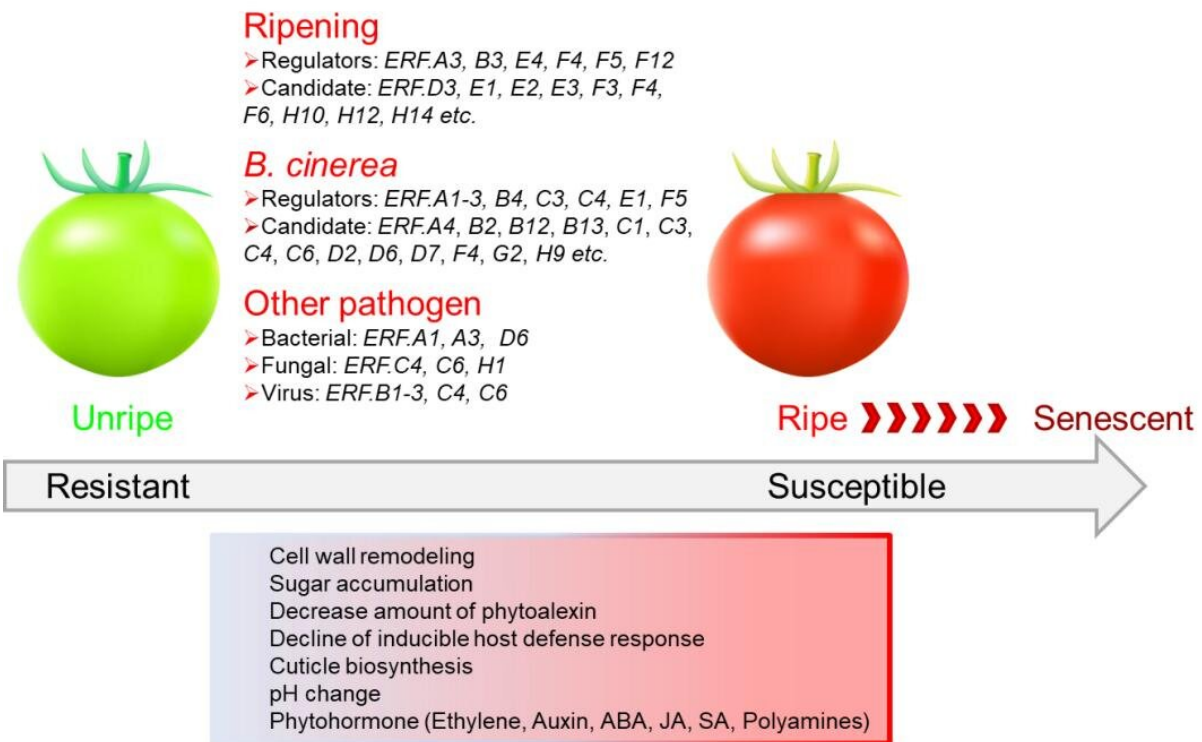 Ripening
➢Regulators: ERF.A3, B3, E4, F4, F5, F12
➢Candidate: ERF.D3, E1, E2, E3, F3, F4,
F6, H10, H12, H14 etc.
B. cinerea
➢Regulators: ERF.A1-3, B4, C3, C4, E1, F5
➢Candidate: ERF.A4, B2, B12, B13, C1, C3,
C4, C6, D2, D6, D7, F4, G2, H9 etc.
Other pathogen
➢Bacterial: ERF.A1, A3, D6
➢Fungal: ERF.C4, C6, H1
➢Virus: ERF.B1-3, C4, C6
Unripe
Ripe
Senescent
Resistant
Susceptible
Cell wall remodeling
Sugar accumulation
Decrease amount of phytoalexin
Decline of inducible host defense response
Cuticle biosynthesis
pH change
Phytohormone (Ethylene, Auxin, ABA, JA, SA, Polyamines)